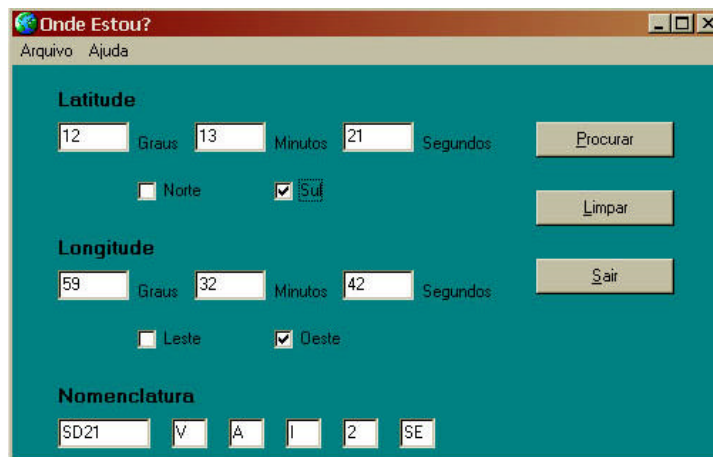 Onde Estou?
Arquivo Ajuda
Latitude
12 Graus 13 Minutos 21 Segundos
Procurar
Norte Sul
Limpar
Longitude
59 Graus 32 Minutos 42 Segundos
Sair
Leste Oeste
Nomenclatura
SD21 V A I 2 SE